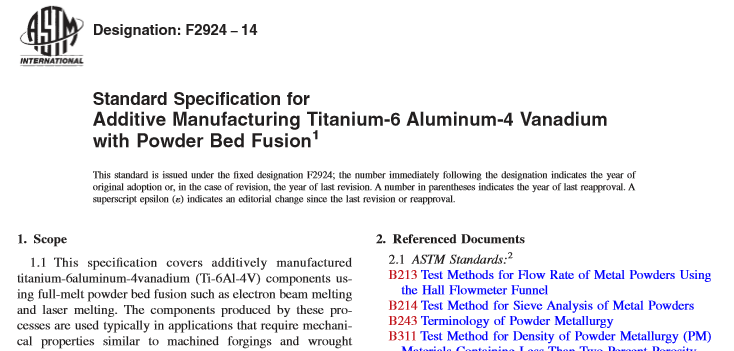 ASTM
INTERNATIONAL
Designation: F2924 − 14
Standard Specification for
Additive Manufacturing Titanium-6 Aluminum-4 Vanadium
with Powder Bed Fusion1
This standard is issued under the fixed designation F2924; the number immediately following the designation indicates the year of
original adoption or, in the case of revision, the year of last revision. A number in parentheses indicates the year of last reapproval. A
superscript epsilon (ε) indicates an editorial change since the last revision or reapproval.
1. Scope
1.1 This specification covers additively manufactured
titanium-6aluminum-4vanadium (Ti-6Al-4V) components us-
ing full-melt powder bed fusion such as electron beam melting
and laser melting. The components produced by these pro-
cesses are used typically in applications that require mechani-
cal properties similar to machined forgings and wrought
2. Referenced Documents
2.1 ASTM Standards:2
B213 Test Methods for Flow Rate of Metal Powders Using
the Hall Flowmeter Funnel
B214 Test Method for Sieve Analysis of Metal Powders
B243 Terminology of Powder Metallurgy
B311 Test Method for Density of Powder Metallurgy (PM)
Materials Containing Less Than Two Percent Porosity